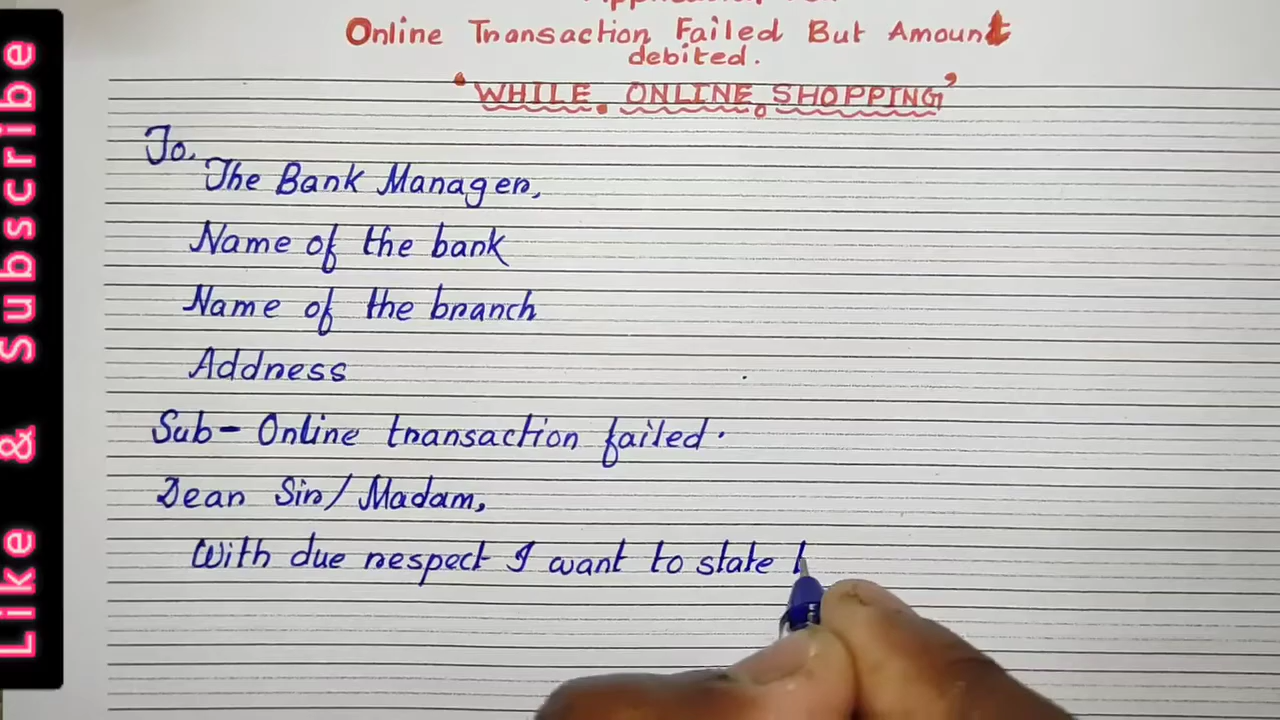 Online Transaction Failed But Amount
debited.
'WHILE ONLINE SHOPPING'
To,
The Bank Manager,
Name of the bank
Name of the branch
Address
Sub- Online transaction failed.
Dear Sir/Madam,
With due respect I want to state
Like & Subscribe